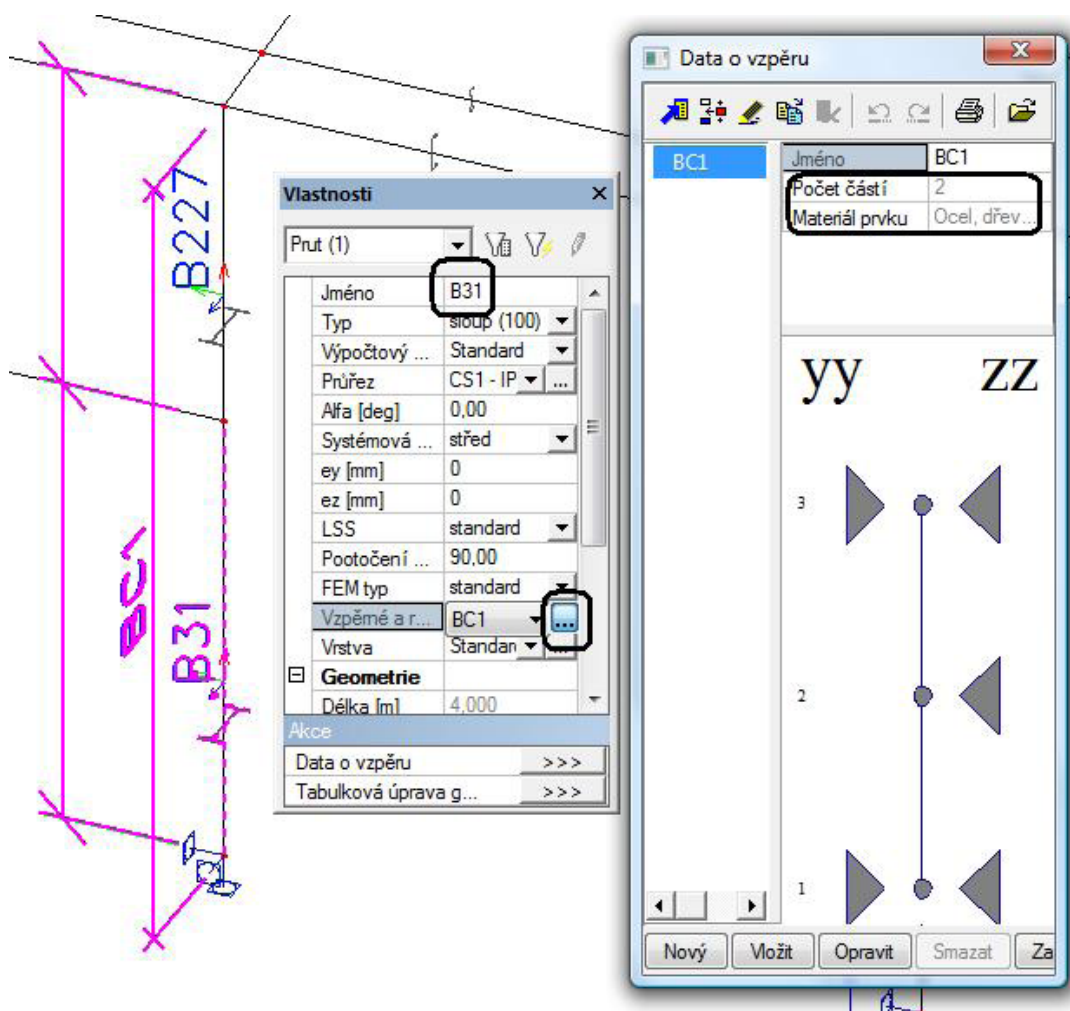 B227
BC1
B31
Vlastnosti
Prut (1)
Jméno B31
Typ sloup (100)
Výpočtový ... Standard
Průřez CS1 - IP ...
Alfa [deg] 0,00
Systémová ... střed
ey [mm] 0
ez [mm] 0
LSS standard
Pootočení ... 90,00
FEM typ standard
Vzpěrné a r... BC1 ...
Vrstva Standar ...
Geometrie
Délka [m] 4,000
Akce
Data o vzpěru >>>
Tabulková úprava g... >>>
Data o vzpěru
BC1
Jméno BC1
Počet částí 2
Materiál prvku Ocel, dřev...
yy zz
3
2
1
Nový Vložit Opravit Smazat Za